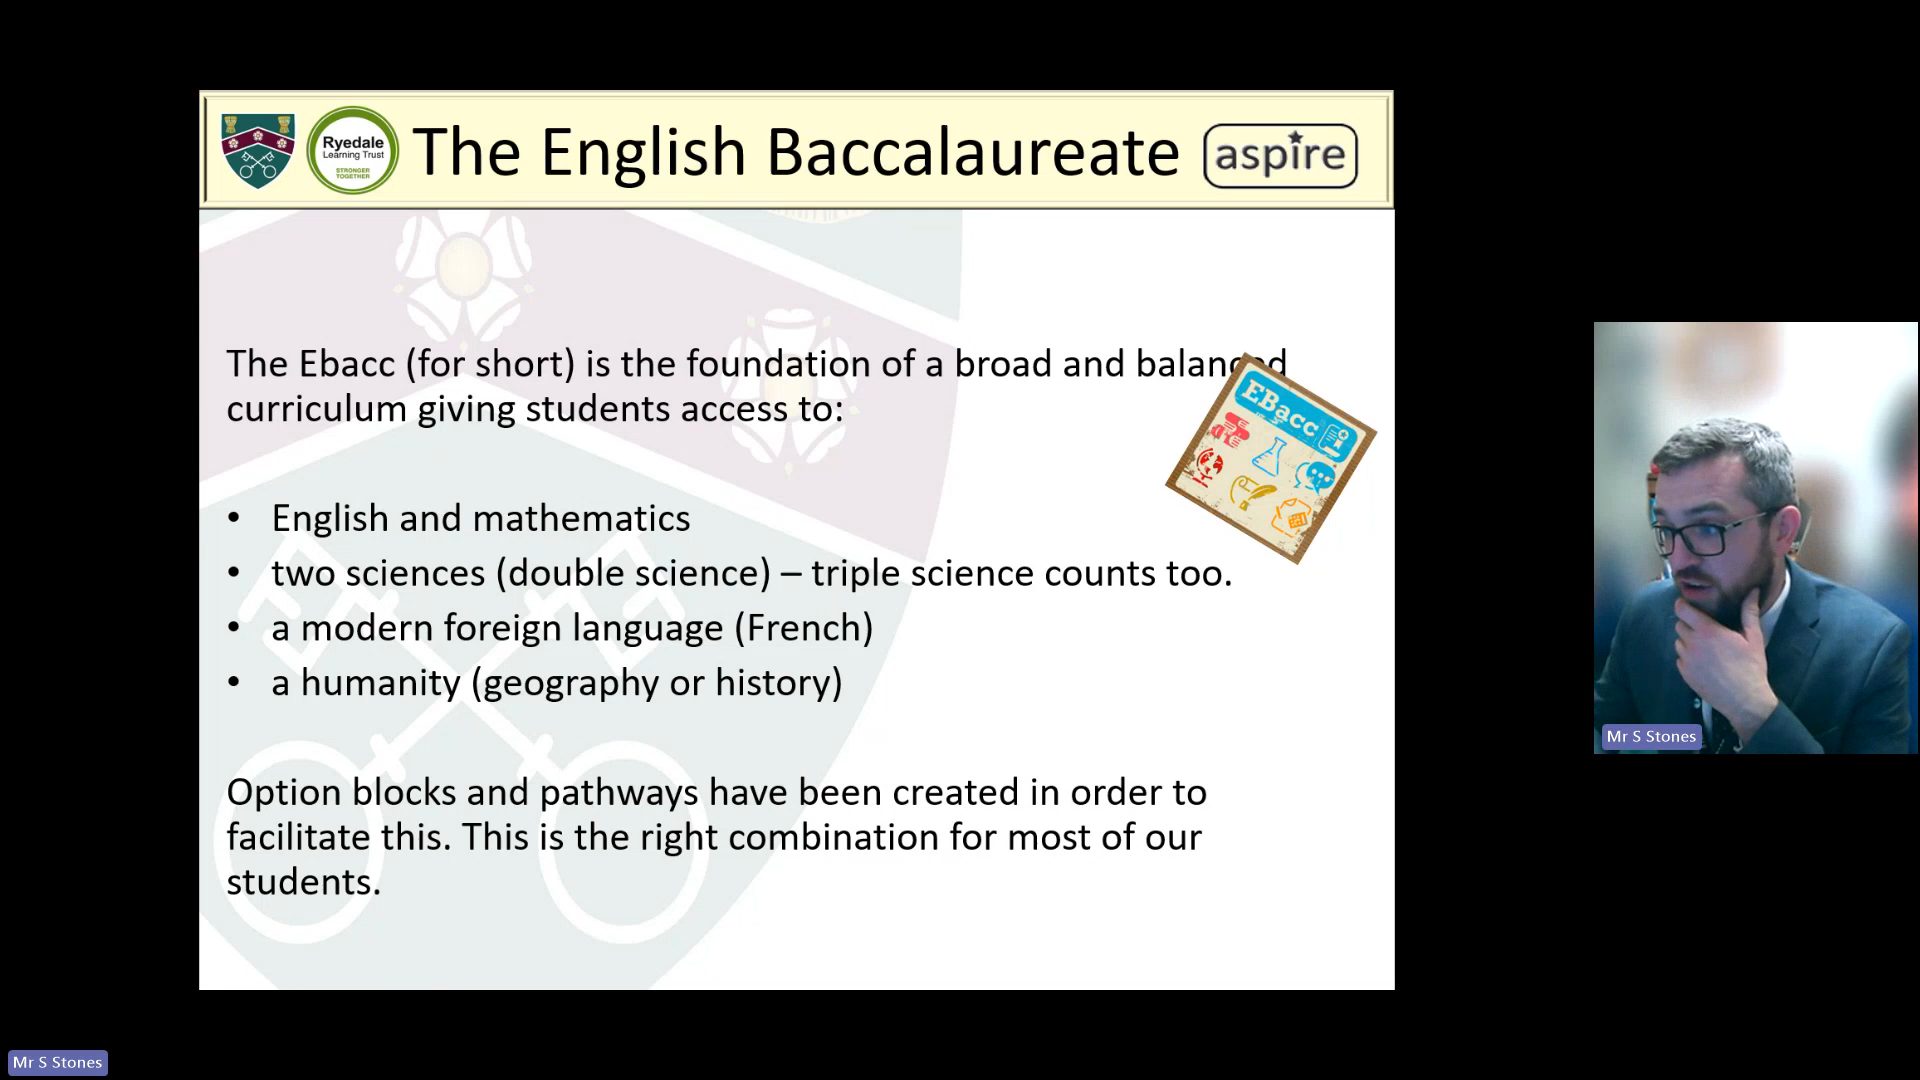 Ryedale
Learning Trust
STRONGER
TOGETHER
The English Baccalaureate
aspire
The Ebacc (for short) is the foundation of a broad and balanced
curriculum giving students access to:
EBacc
• English and mathematics
• two sciences (double science) – triple science counts too.
• a modern foreign language (French)
• a humanity (geography or history)
Option blocks and pathways have been created in order to
facilitate this. This is the right combination for most of our
students.
Mr S Stones
Mr S Stones